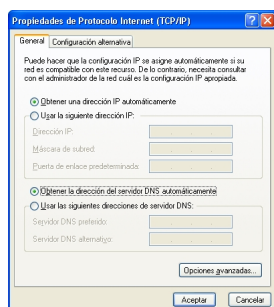 Propiedades de Protocolo Internet (TCP/IP)
General
Configuración alternativa
Puede hacer que la configuración IP se asigne automáticamente si su
red es compatible con este recurso. De lo contrario, necesita consultar
con el administrador de la red cuál es la configuración IP apropiada.
Obtener una dirección IP automáticamente
Usar la siguiente dirección IP:
Dirección IP:
Máscara de subred:
Puerta de enlace predeterminada:
Obtener la dirección del servidor DNS automáticamente
Usar las siguientes direcciones de servidor DNS:
Servidor DNS preferido:
Servidor DNS alternativo:
Opciones avanzadas...
Aceptar
Cancelar